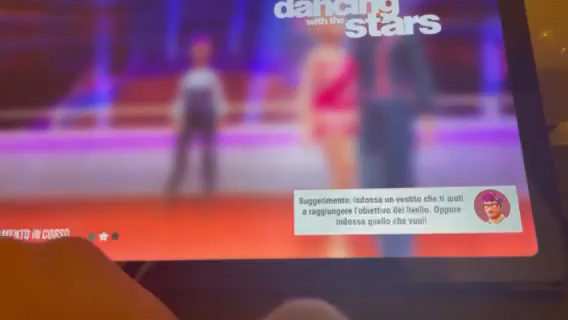 dancing
with the
stars
Suggerimento: indossa un vestito che ti aiuti
a raggiungere l'obiettivo del livello. Oppure
indossa quello che vuoi!
IN CORSO